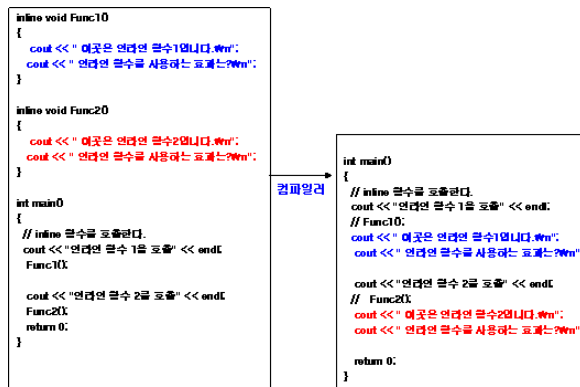 inline void Func1()
{
cout << " 이곳은 인라인 함수1입니다.₩n";
cout << " 인라인 함수를 사용하는 효과는?₩n";
}
inline void Func2()
{
cout << " 이곳은 인라인 함수2입니다.₩n";
cout << " 인라인 함수를 사용하는 효과는?₩n";
}
int main()
{
// inline 함수를 호출한다.
cout << "인라인 함수 1을 호출" << endl;
Func1();
cout << "인라인 함수 2를 호출" << endl;
Func2();
return 0;
}
컴파일러
int main()
{
// inline 함수를 호출한다.
cout << "인라인 함수 1을 호출" << endl;
// Func1();
cout << " 이곳은 인라인 함수1입니다.₩n";
cout << " 인라인 함수를 사용하는 효과는?₩n"
cout << "인라인 함수 2를 호출" << endl;
// Func2();
cout << " 이곳은 인라인 함수2입니다.₩n";
cout << " 인라인 함수를 사용하는 효과는?₩n"
return 0;
}